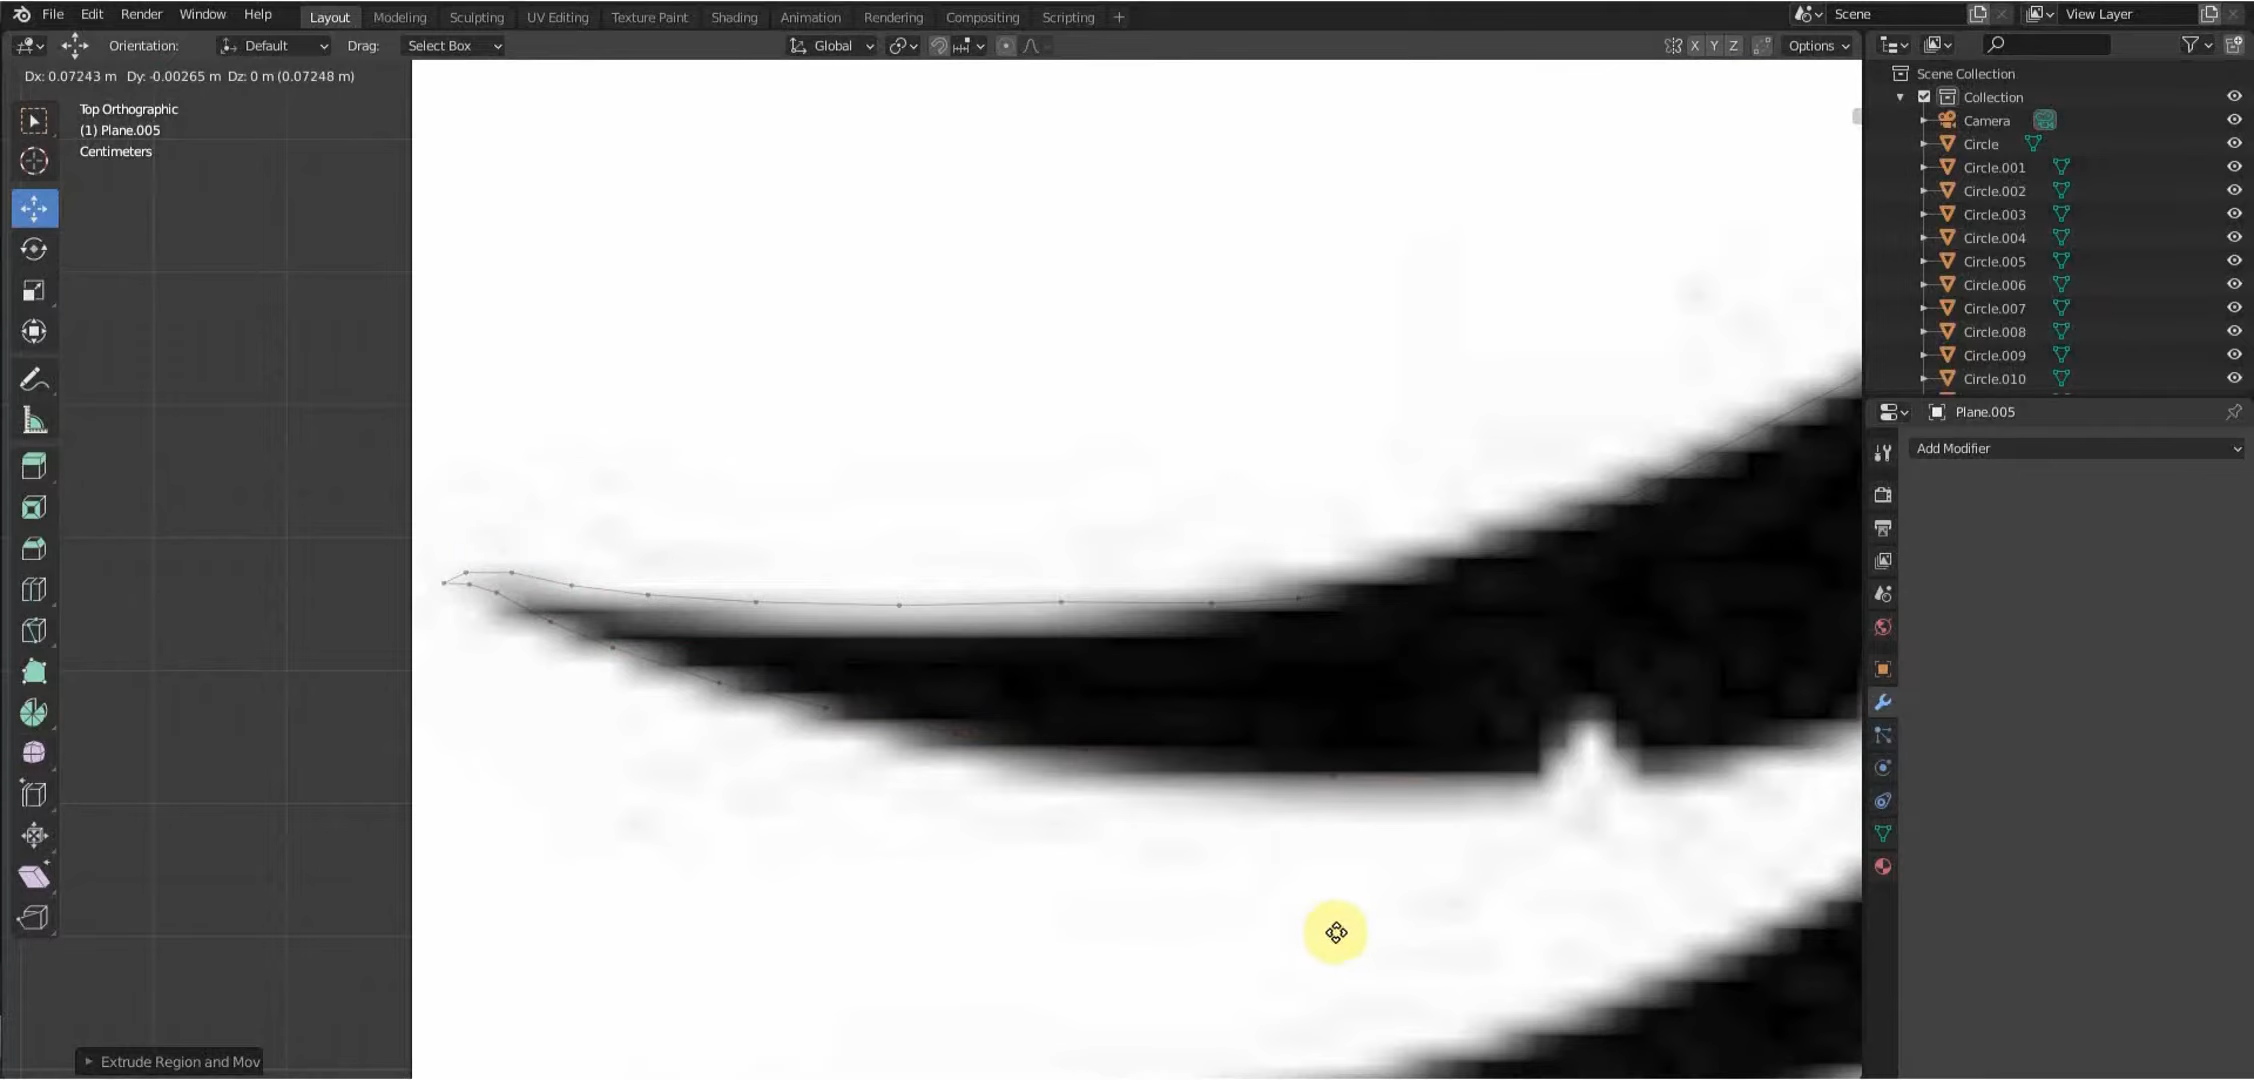 File Edit Render Window Help Layout Modeling Sculpting UV Editing Texture Paint Shading Animation Rendering Compositing Scripting + Scene View Layer
Orientation: Default Drag: Select Box Global X Y Z Options
Dx: 0.07243 m Dy: -0.00265 m Dz: 0 m (0.07248 m)
Top Orthographic
(1) Plane.005
Centimeters
Scene Collection
Collection
Camera
Circle
Circle.001
Circle.002
Circle.003
Circle.004
Circle.005
Circle.006
Circle.007
Circle.008
Circle.009
Circle.010
Plane.005
Add Modifier
Extrude Region and Mov